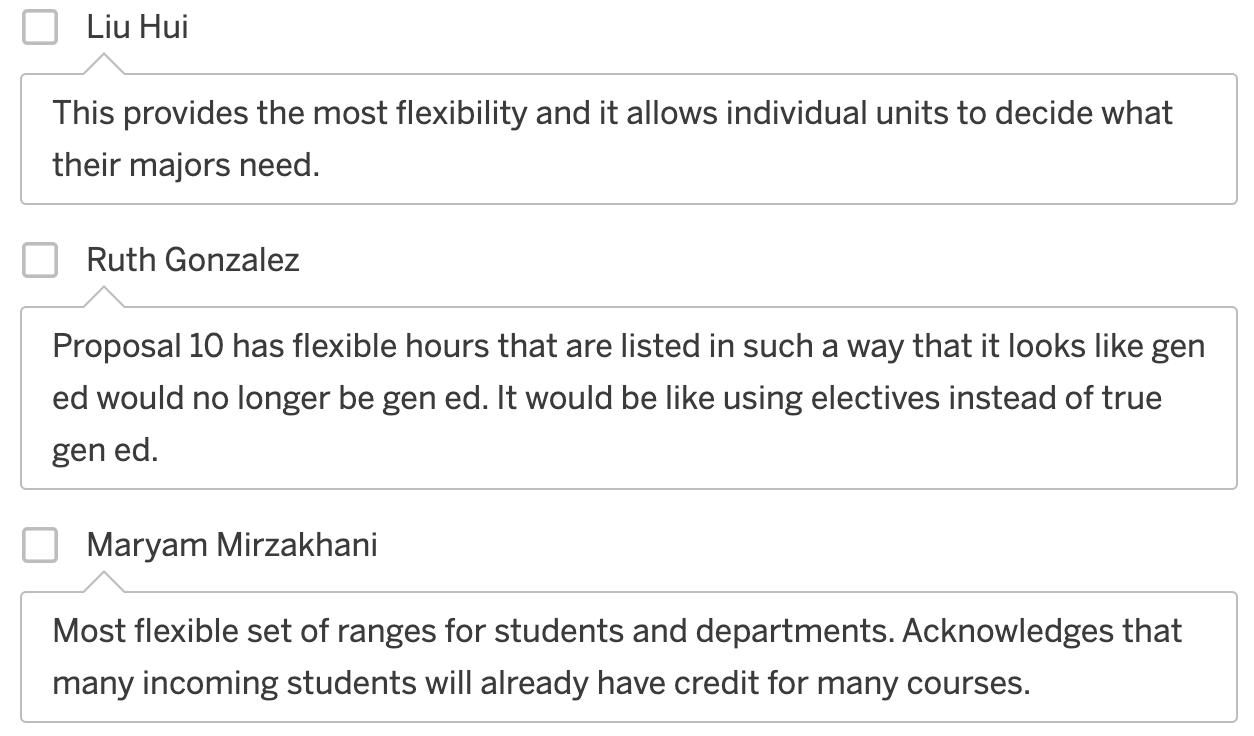 Liu Hui
This provides the most flexibility and it allows individual units to decide what
their majors need.
Ruth Gonzalez
Proposal 10 has flexible hours that are listed in such a way that it looks like gen
ed would no longer be gen ed. It would be like using electives instead of true
gen ed.
Maryam Mirzakhani
Most flexible set of ranges for students and departments. Acknowledges that
many incoming students will already have credit for many courses.